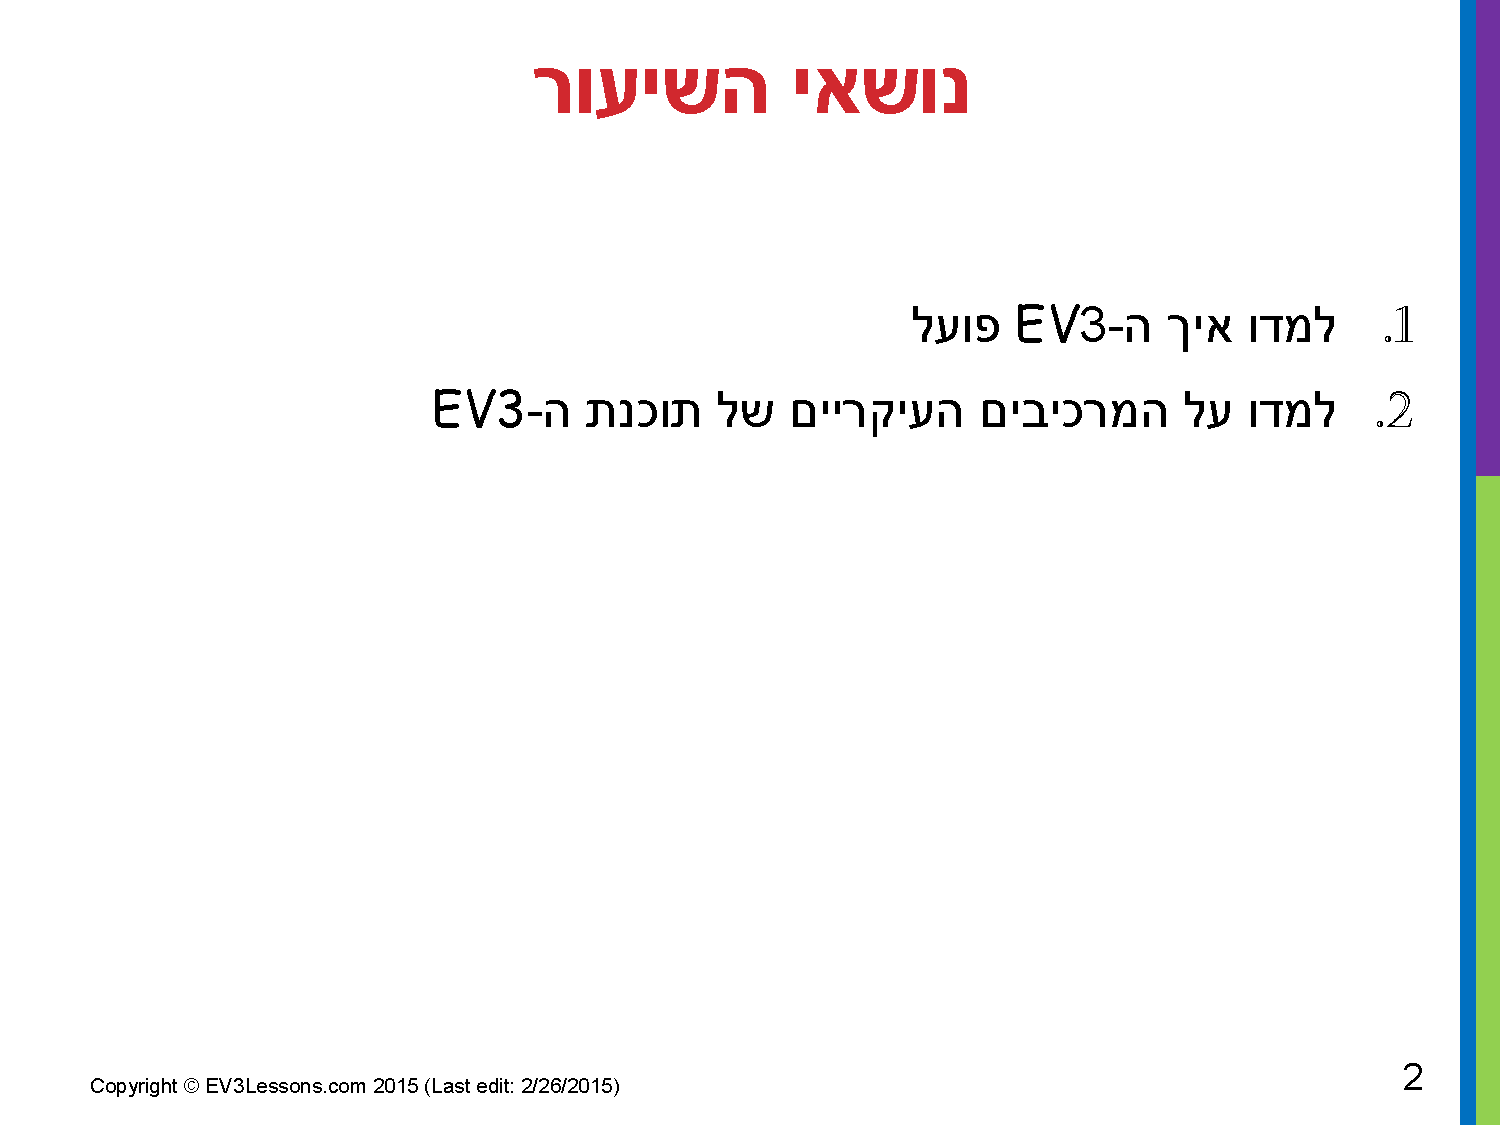 נושאי השיעור
1. למדו איך ה-EV3 פועל
2. למדו על המרכיבים העיקריים של תוכנת ה-EV3
Copyright © EV3Lessons.com 2015 (Last edit: 2/26/2015)
2